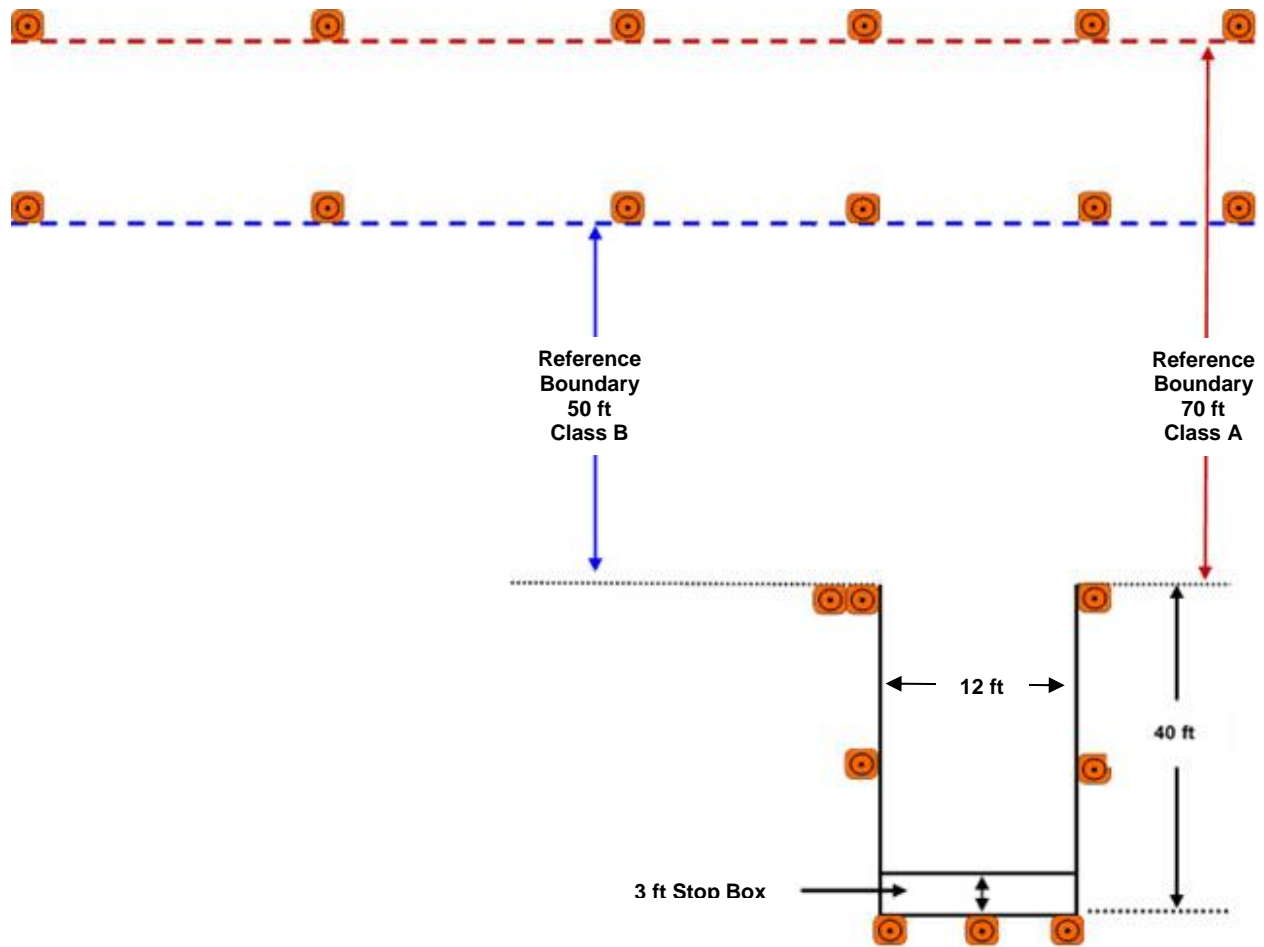 Reference
Boundary
50 ft
Class B
Reference
Boundary
70 ft
Class A
12 ft
40 ft
3 ft Stop Box